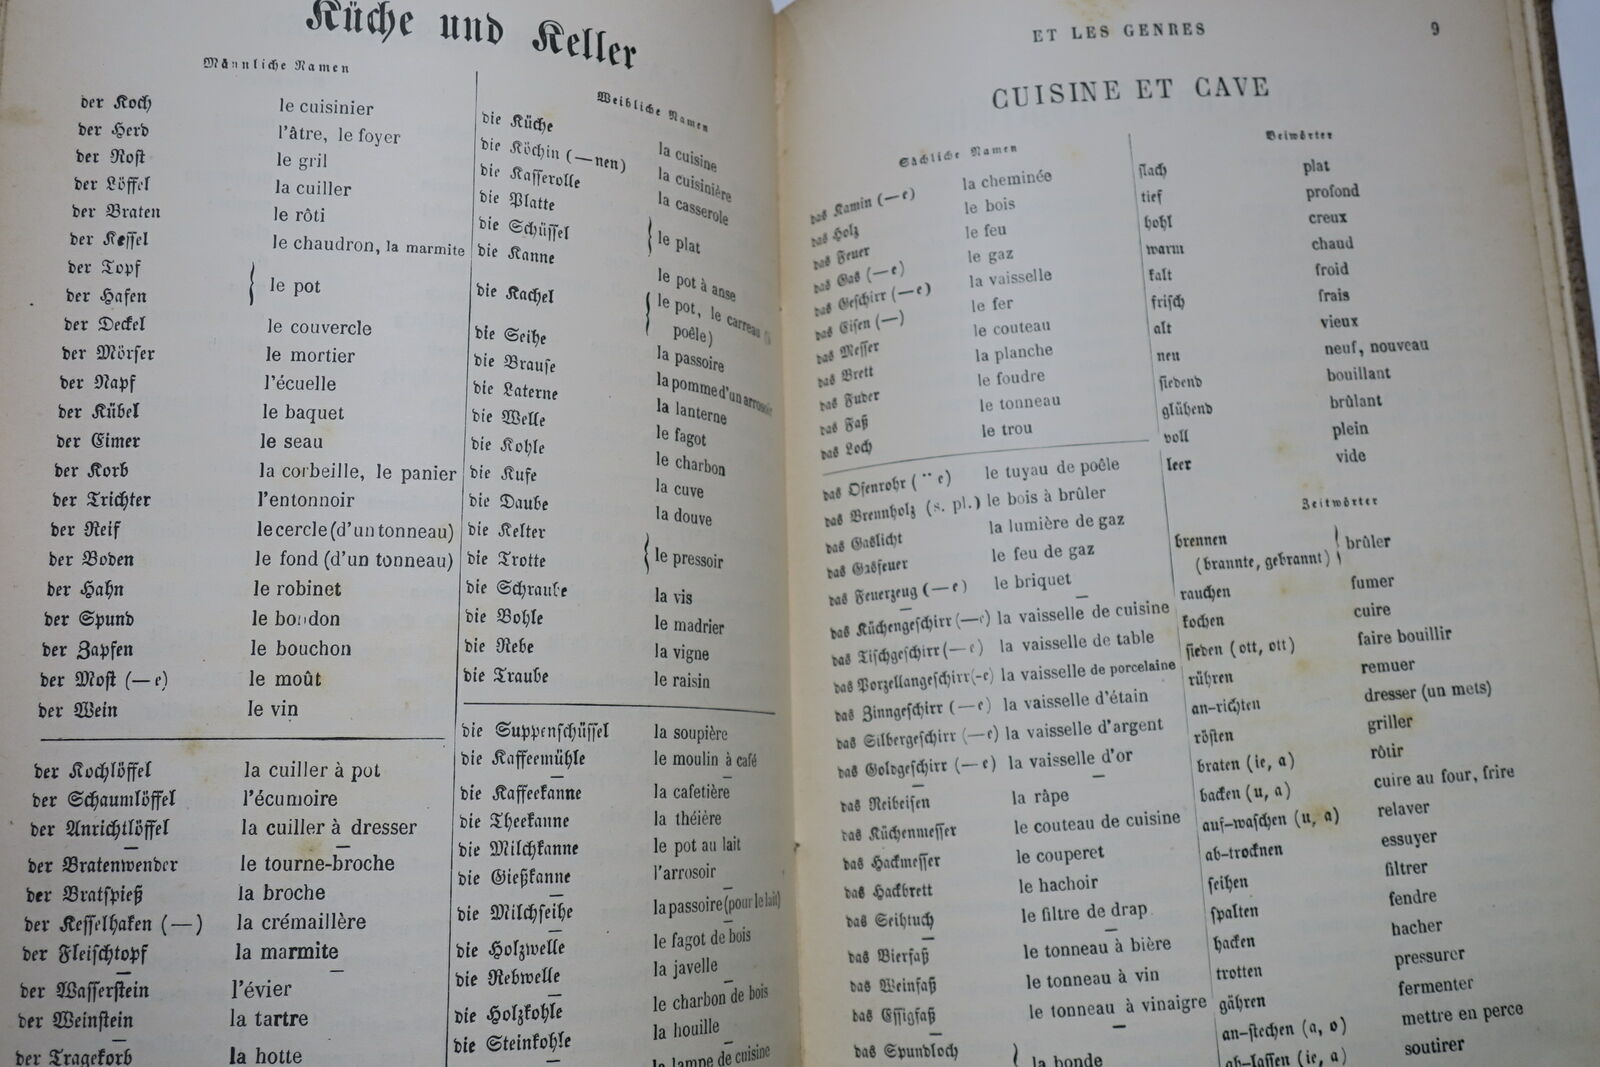 Küche und Keller
Männliche Namen
der Koch le cuisinier
der Herd l'âtre, le foyer
der Rost le gril
der Löffel la cuiller
der Braten le rôti
der Kessel le chaudron, la marmite
der Topf
der Hafen } le pot
der Deckel le couvercle
der Mörser le mortier
der Napf l'écuelle
der Kübel le baquet
der Eimer le seau
der Korb la corbeille, le panier
der Trichter l'entonnoir
der Reif le cercle (d'un tonneau)
der Boden le fond (d'un tonneau)
der Hahn le robinet
der Spund le bondon
der Zapfen le bouchon
der Most (—e) le moût
der Wein le vin
der Kochlöffel la cuiller à pot
der Schaumlöffel l'écumoire
der Anrichtlöffel la cuiller à dresser
der Bratenwender le tourne-broche
der Bratspieß la broche
der Kesselhaken (—) la crémaillère
der Fleischtopf la marmite
der Wasserstein l'évier
der Weinstein la tartre
der Tragekorb la hotte
Weibliche Namen
die Küche la cuisine
die Köchin (—nen) la cuisinière
die Kasserolle la casserole
die Platte
die Schüssel } le plat
die Kanne le pot à anse
die Kachel { le pot, le carreau
poêle)
die Seihe la passoire
die Brause la pomme d'un arrosoir
die Laterne la lanterne
die Welle le fagot
die Kohle le charbon
die Kufe la cuve
die Daube la douve
die Kelter
die Trotte } le pressoir
die Schraube la vis
die Bohle le madrier
die Rebe la vigne
die Traube le raisin
die Suppenschüssel la soupière
die Kaffeemühle le moulin à café
die Kaffeekanne la cafetière
die Theekanne la théière
die Milchkanne le pot au lait
die Gießkanne l'arrosoir
die Milchseihe la passoire (pour le lait)
die Holzwelle le fagot de bois
die Rebwelle la javelle
die Holzkohle le charbon de bois
die Steinkohle la houille
la lampe de cuisine
ET LES GENRES 9
CUISINE ET CAVE
Sächliche Namen
das Kamin (—e) la cheminée
das Holz le bois
das Feuer le feu
das Gas (—e) le gaz
das Geschirr (—e) la vaisselle
das Eisen (—) le fer
das Messer le couteau
das Brett la planche
das Fuder le foudre
das Faß le tonneau
das Loch le trou
das Ofenrohr (¨e) le tuyau de poêle
das Brennholz (s. pl.) le bois à brûler
das Gaslicht la lumière de gaz
das Gasfeuer le feu de gaz
das Feuerzeug (—e) le briquet
das Küchengeschirr (—e) la vaisselle de cuisine
das Tischgeschirr (—e) la vaisselle de table
das Porzellangeschirr (-e) la vaisselle de porcelaine
das Zinngeschirr (—e) la vaisselle d'étain
das Silbergeschirr (—e) la vaisselle d'argent
das Goldgeschirr (—e) la vaisselle d'or
das Reibeisen la râpe
das Küchenmesser le couteau de cuisine
das Hackmesser le couperet
das Hackbrett le hachoir
das Seihtuch le filtre de drap
das Bierfaß le tonneau à bière
das Weinfaß le tonneau à vin
das Essigfaß le tonneau à vinaigre
das Spundloch { la bonde
Beiwörter
flach plat
tief profond
hohl creux
warm chaud
kalt froid
frisch frais
alt vieux
neu neuf, nouveau
siedend bouillant
glühend brûlant
voll plein
leer vide
Zeitwörter
brennen
(brannte, gebrannt) } brûler
rauchen fumer
kochen cuire
sieden (ott, ott) faire bouillir
rühren remuer
an-richten dresser (un mets)
rösten griller
braten (ie, a) rôtir
backen (u, a) cuire au four, frire
auf-waschen (u, a) relaver
ab-trocknen essuyer
seihen filtrer
spalten fendre
hacken hacher
trotten pressurer
gähren fermenter
an-stechen (a, o) mettre en perce
ab-lassen (ie, a) soutirer